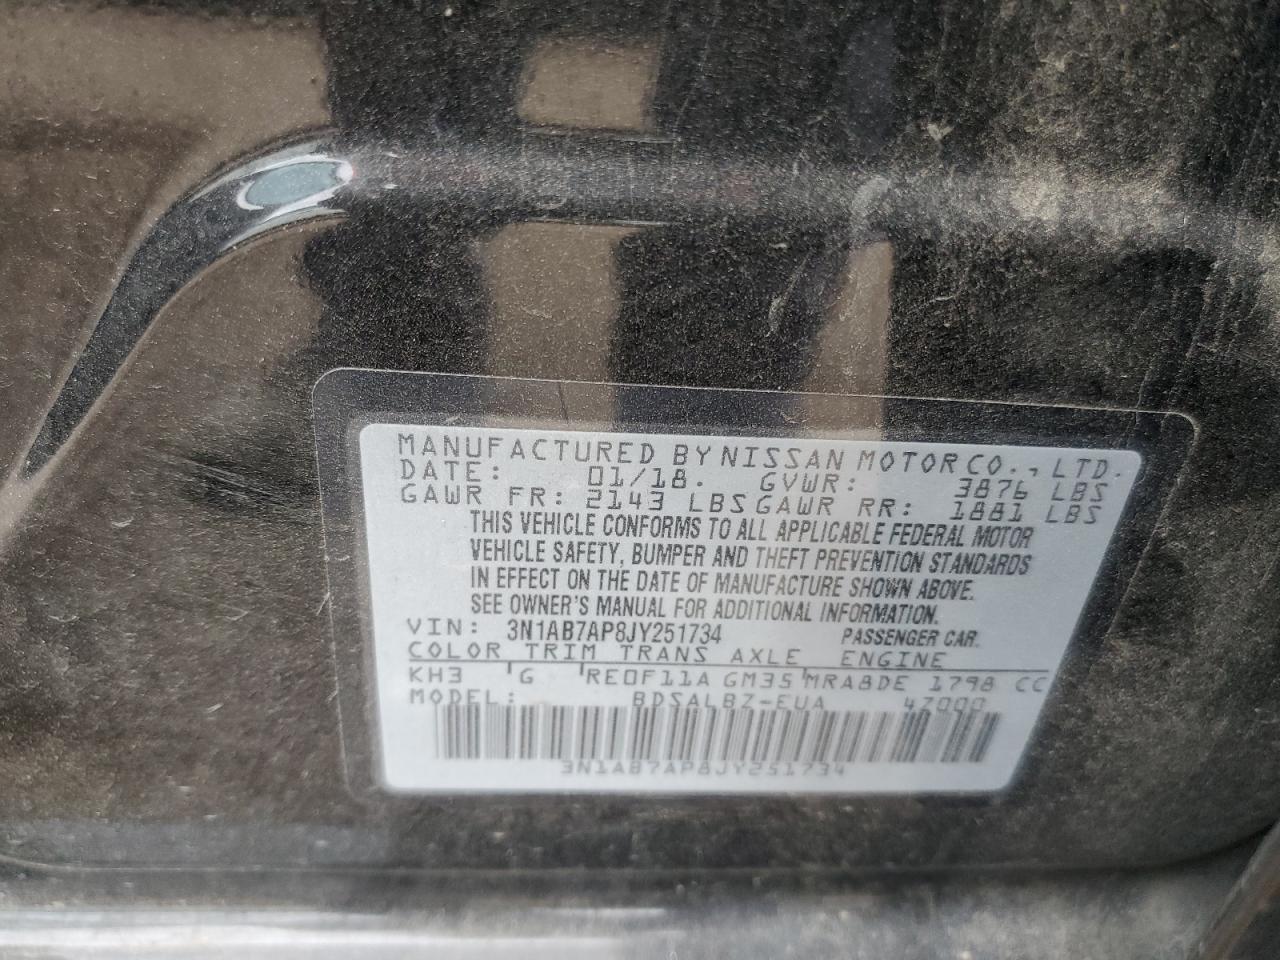 MANUFACTURED BY NISSAN MOTOR CO., LTD.
DATE: 01/18. GVWR: 3876 LBS
GAWR FR: 2143 LBS GAWR RR: 1881 LBS
THIS VEHICLE CONFORMS TO ALL APPLICABLE FEDERAL MOTOR
VEHICLE SAFETY, BUMPER AND THEFT PREVENTION STANDARDS
IN EFFECT ON THE DATE OF MANUFACTURE SHOWN ABOVE.
SEE OWNER'S MANUAL FOR ADDITIONAL INFORMATION.
VIN: 3N1AB7AP8JY251734 PASSENGER CAR.
COLOR TRIM TRANS AXLE ENGINE
KH3 G RE0F11A GM35 MRA8DE 1798 CC
MODEL: BDSALBZ-EUA 47000
3N1AB7AP8JY251734